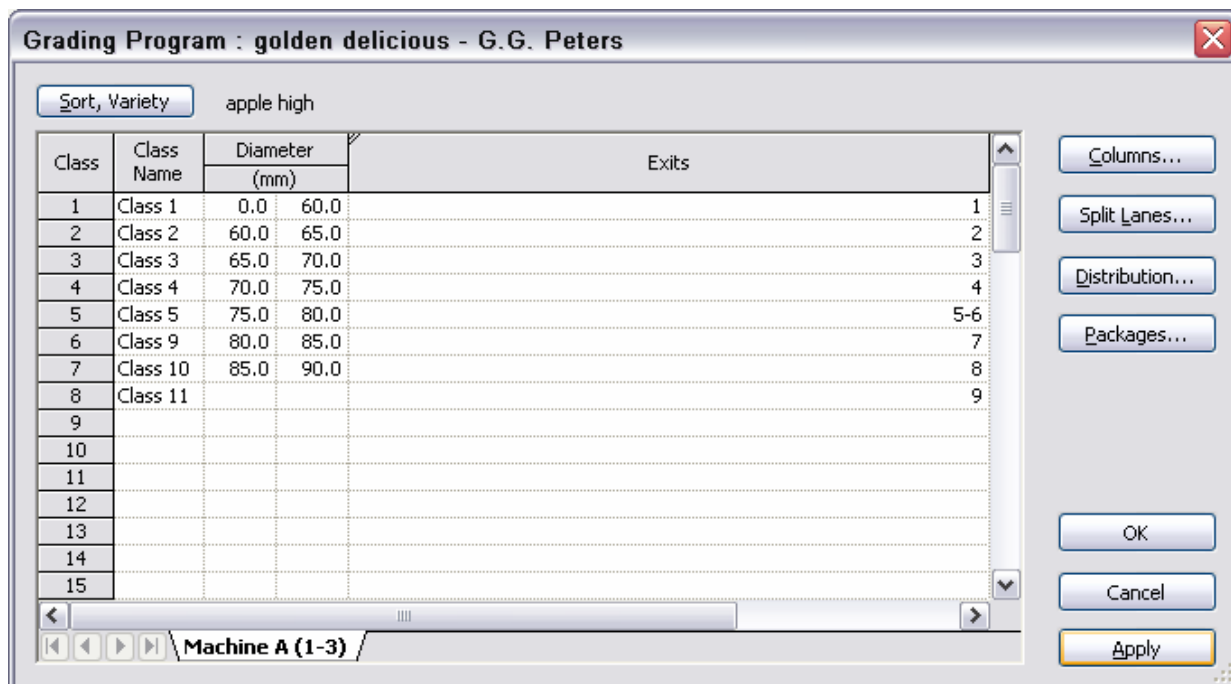 Grading Program : golden delicious - G.G. Peters
Sort, Variety apple high
Class Class Name Diameter (mm) Exits
1 Class 1 0.0 60.0 1
2 Class 2 60.0 65.0 2
3 Class 3 65.0 70.0 3
4 Class 4 70.0 75.0 4
5 Class 5 75.0 80.0 5-6
6 Class 9 80.0 85.0 7
7 Class 10 85.0 90.0 8
8 Class 11 9
9
10
11
12
13
14
15
Machine A (1-3)
Columns...
Split Lanes...
Distribution...
Packages...
OK
Cancel
Apply